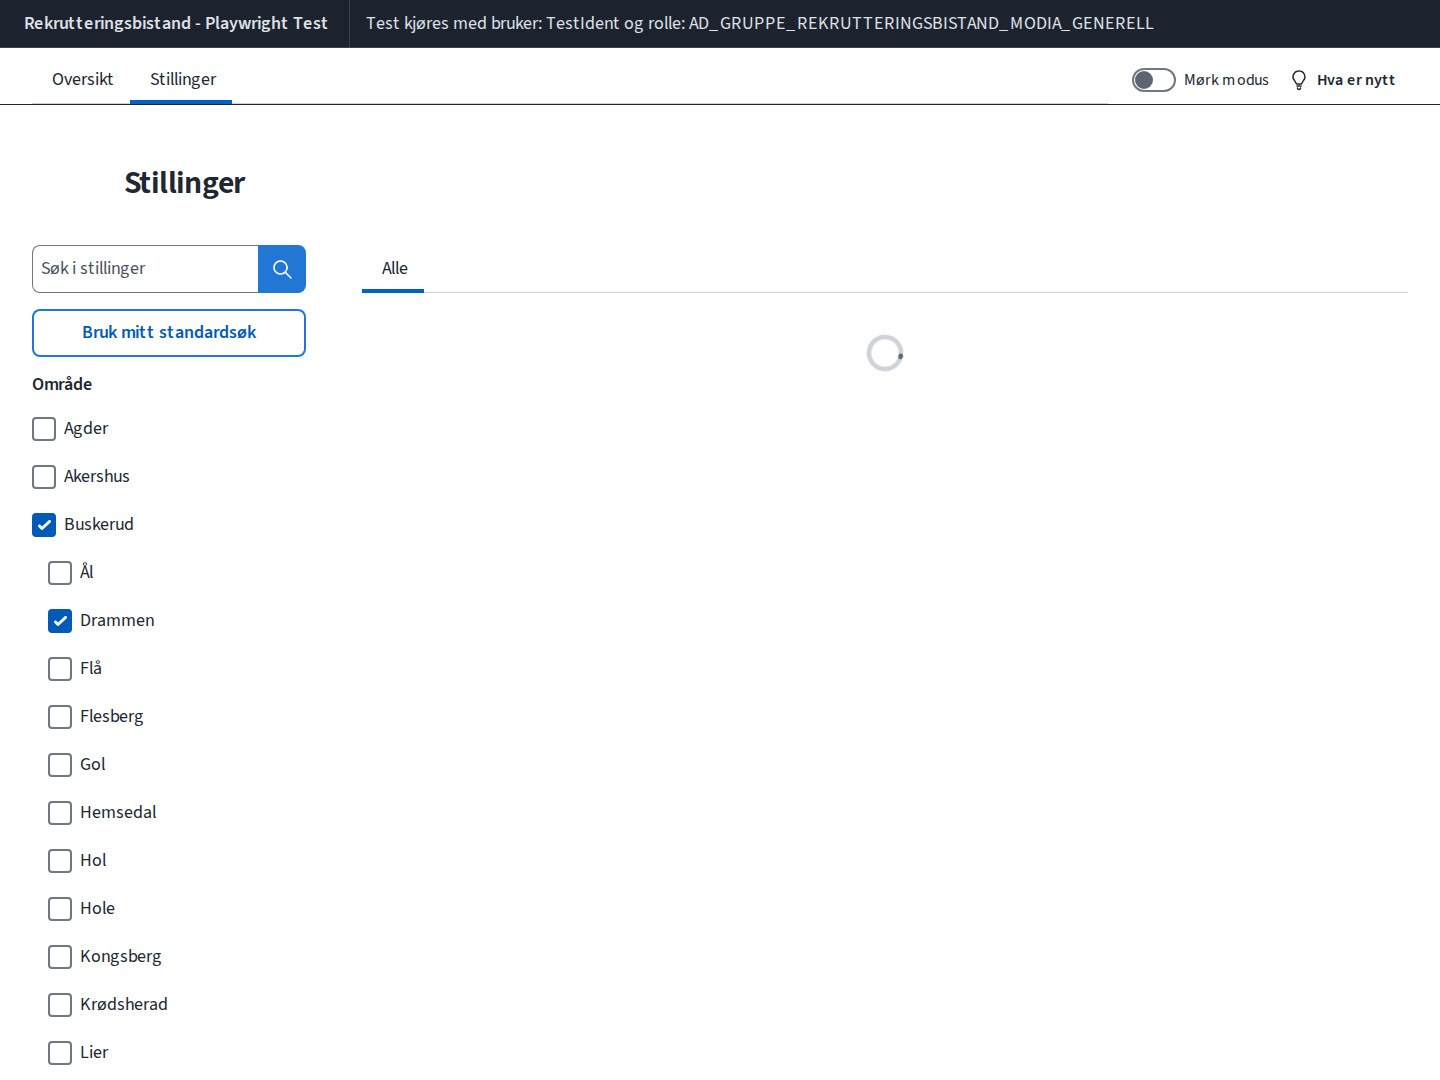 Rekrutteringsbistand - Playwright Test
Test kjøres med bruker: TestIdent og rolle: AD_GRUPPE_REKRUTTERINGSBISTAND_MODIA_GENERELL
Oversikt
Stillinger
Mørk modus
Hva er nytt
Stillinger
Søk i stillinger
Alle
Bruk mitt standardsøk
Område
Agder
Akershus
Buskerud
Ål
Drammen
Flå
Flesberg
Gol
Hemsedal
Hol
Hole
Kongsberg
Krødsherad
Lier